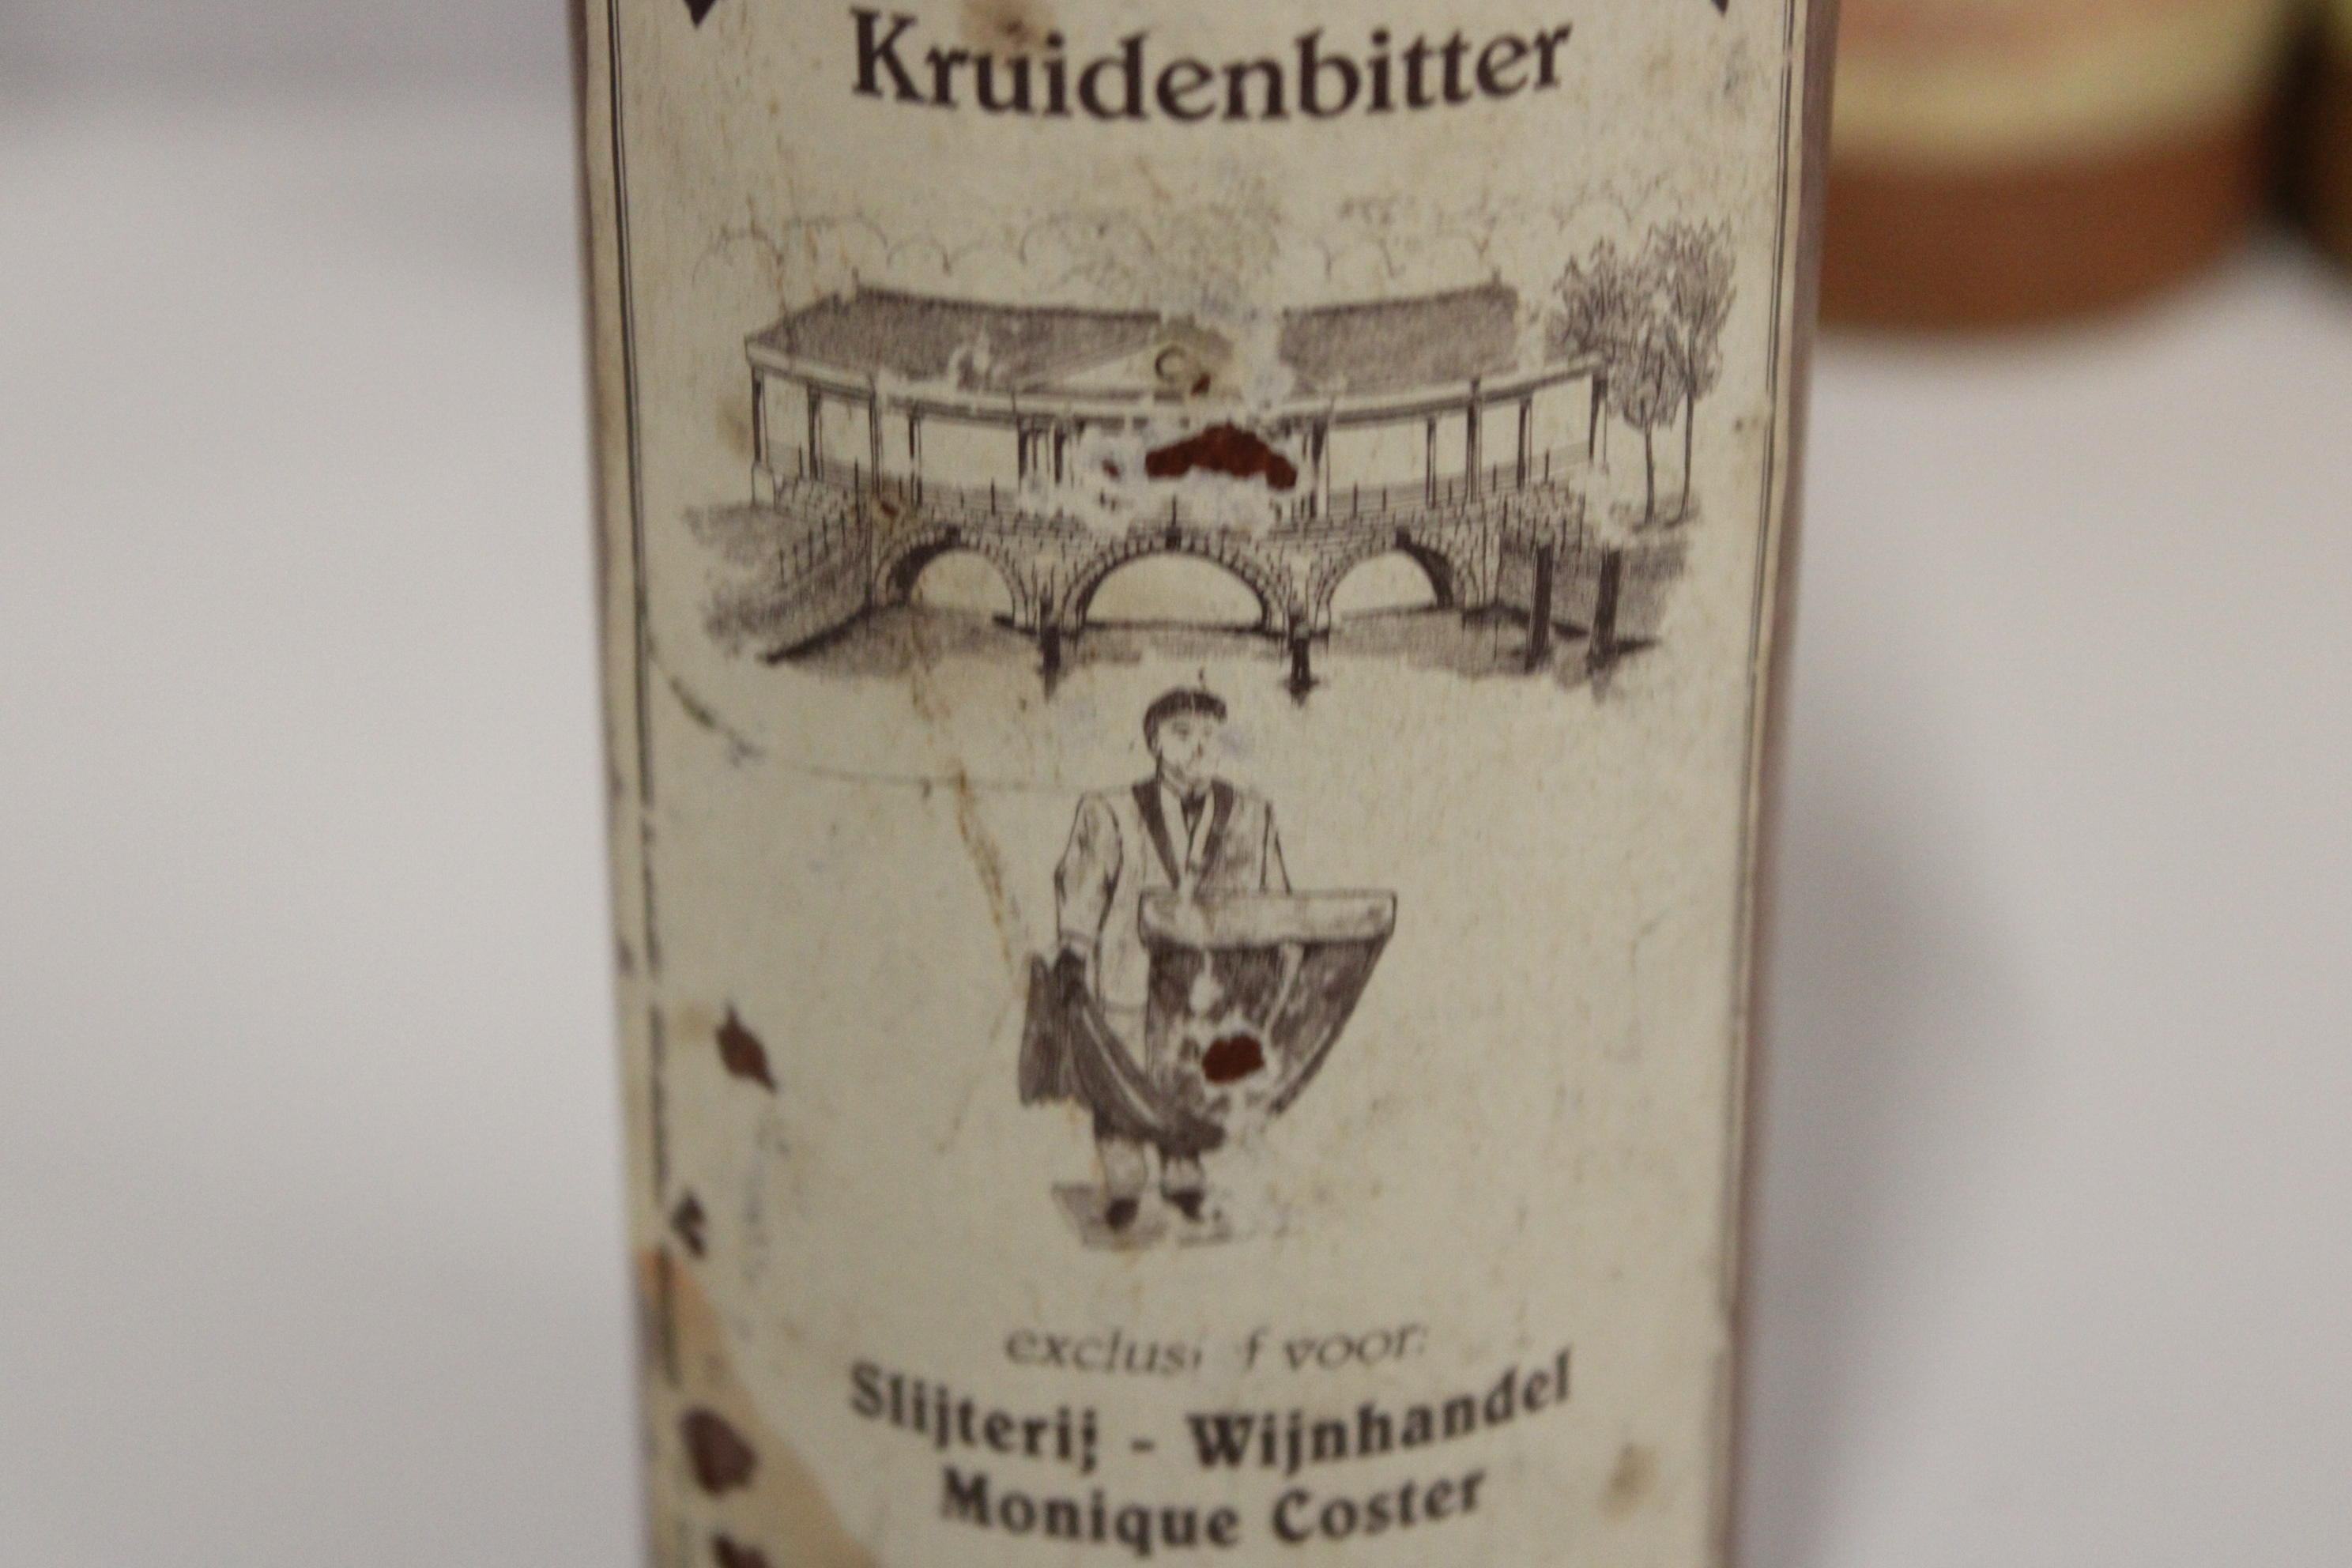 Kruidenbitter
exclusi f voor:
Slijterij - Wijnhandel
Monique Coster